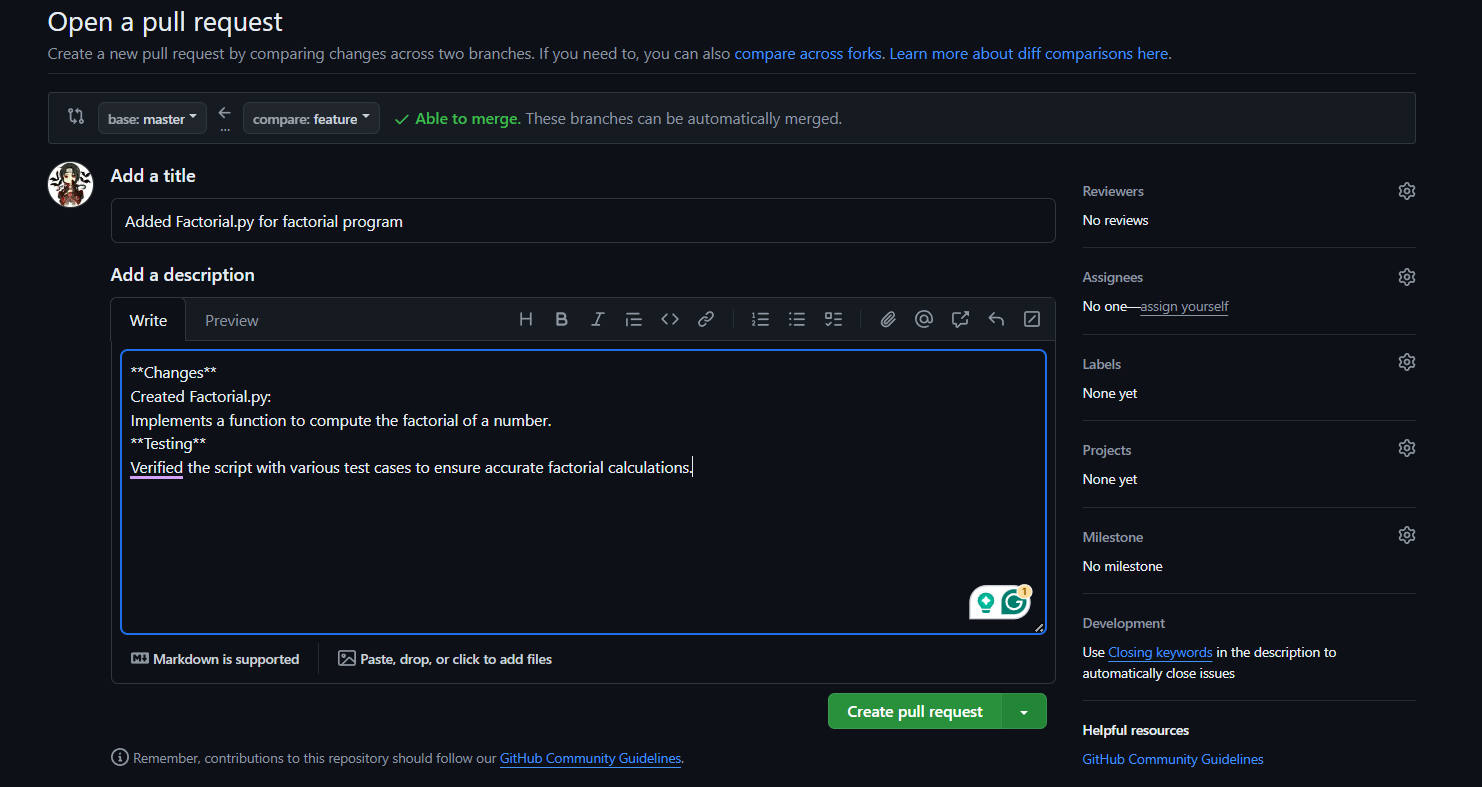 Open a pull request
Create a new pull request by comparing changes across two branches. If you need to, you can also compare across forks. Learn more about diff comparisons here.
base: master ← compare: feature ✓ Able to merge. These branches can be automatically merged.
...
Add a title
Added Factorial.py for factorial program
Add a description
Write Preview
**Changes**
Created Factorial.py:
Implements a function to compute the factorial of a number.
**Testing**
Verified the script with various test cases to ensure accurate factorial calculations.
1
Markdown is supported
Paste, drop, or click to add files
Create pull request
Remember, contributions to this repository should follow our GitHub Community Guidelines.
Reviewers
No reviews
Assignees
No one—assign yourself
Labels
None yet
Projects
None yet
Milestone
No milestone
Development
Use Closing keywords in the description to
automatically close issues
Helpful resources
GitHub Community Guidelines